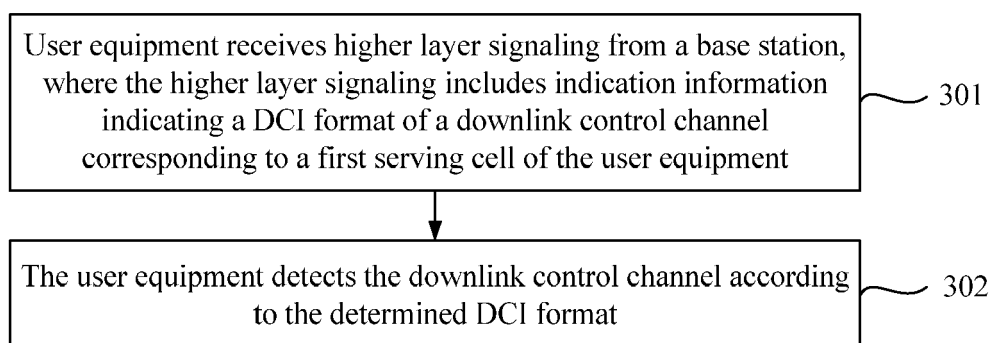 User equipment receives higher layer signaling from a base station,
where the higher layer signaling includes indication information
indicating a DCI format of a downlink control channel
corresponding to a first serving cell of the user equipment
301
The user equipment detects the downlink control channel according
to the determined DCI format
302